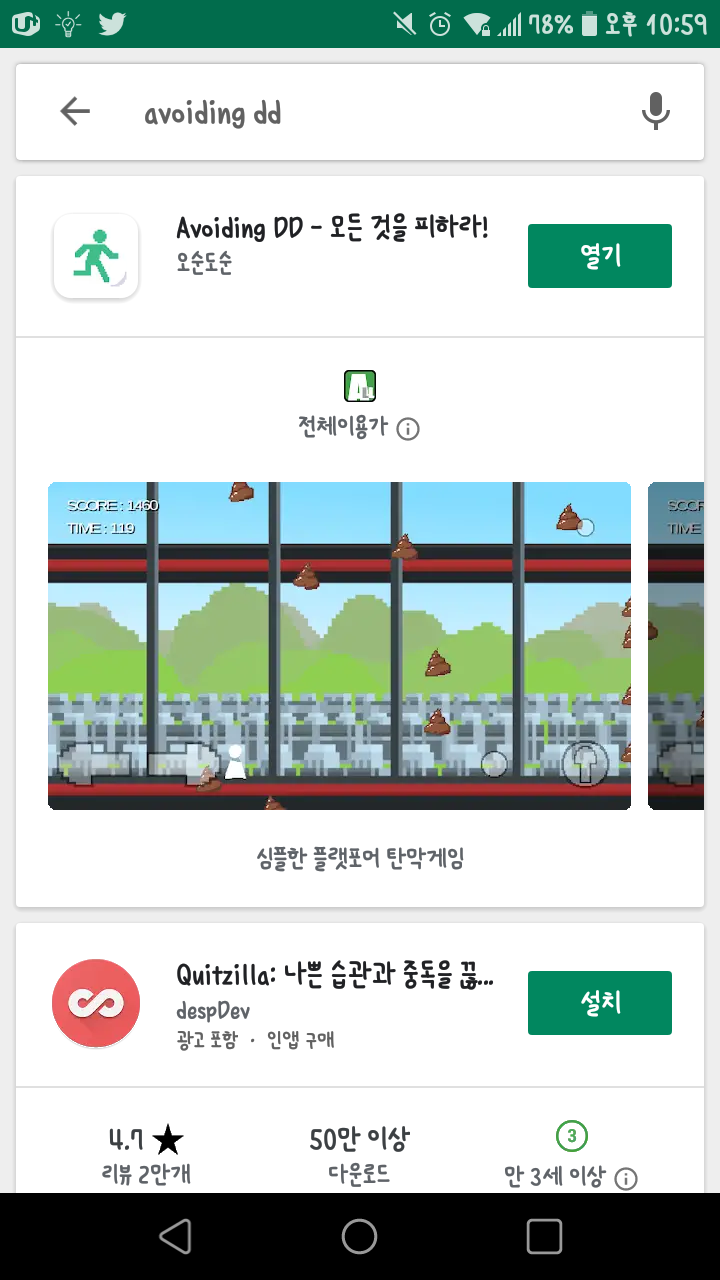 78% 오후 10:59
avoiding dd
Avoiding DD - 모든 것을 피하라!
오순도순
열기
전체이용가
SCORE : 1460
TIME : 119
SCOR
TIME
심플한 플랫포머 탄막게임
Quitzilla: 나쁜 습관과 중독을 끊...
despDev
광고 포함 · 인앱 구매
설치
4.7 ★
리뷰 2만개
50만 이상
다운로드
3
만 3세 이상